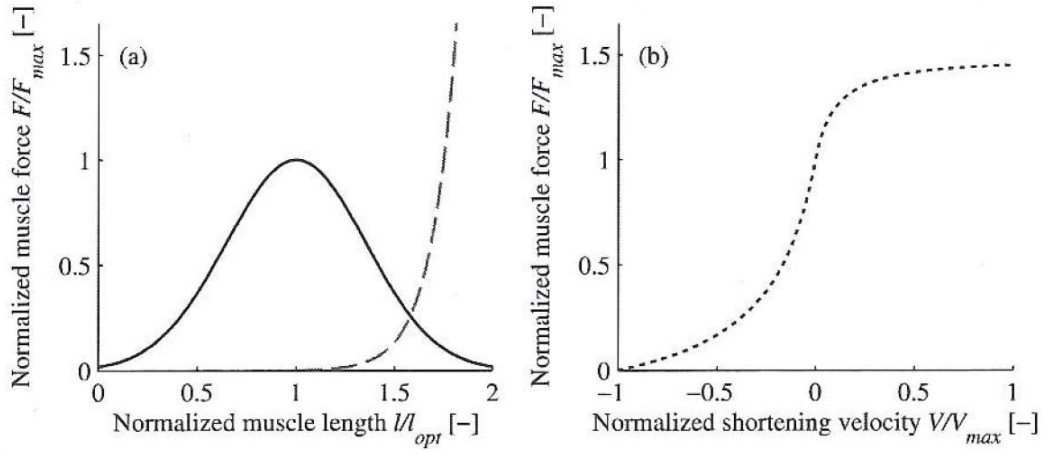 Normalized muscle force F/F_max [−]
(a)
1.5
1
0.5
0
0 0.5 1 1.5 2
Normalized muscle length l/l_opt [−]
Normalized muscle force F/F_max [−]
(b)
1.5
1
0.5
0
−1 −0.5 0 0.5 1
Normalized shortening velocity V/V_max [−]